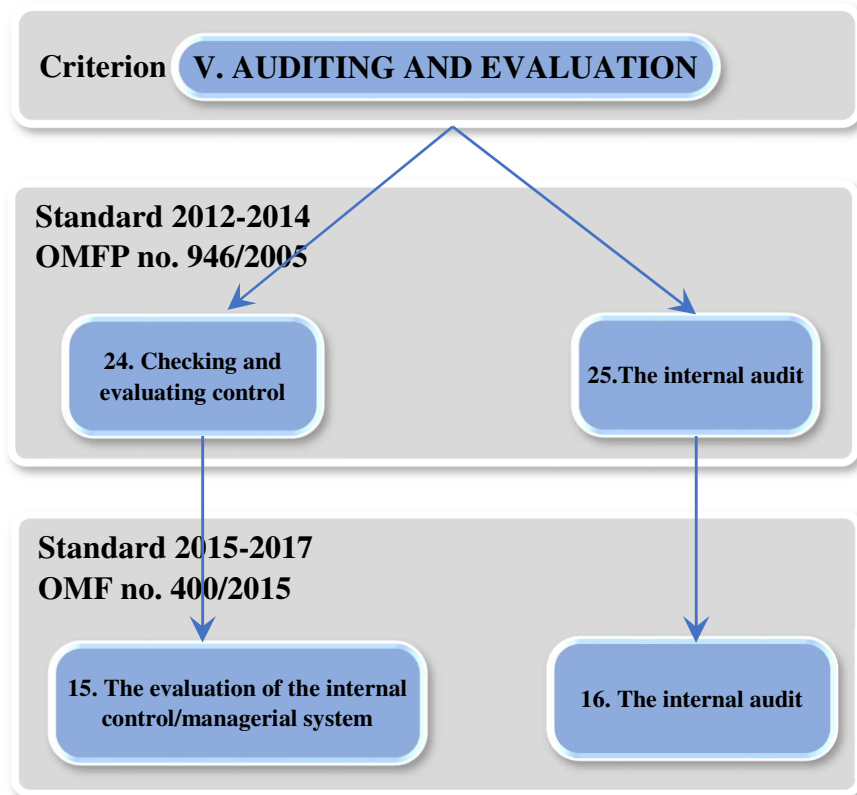 Criterion V. AUDITING AND EVALUATION
Standard 2012-2014
OMFP no. 946/2005
24. Checking and
evaluating control
25.The internal audit
Standard 2015-2017
OMF no. 400/2015
15. The evaluation of the internal
control/managerial system
16. The internal audit